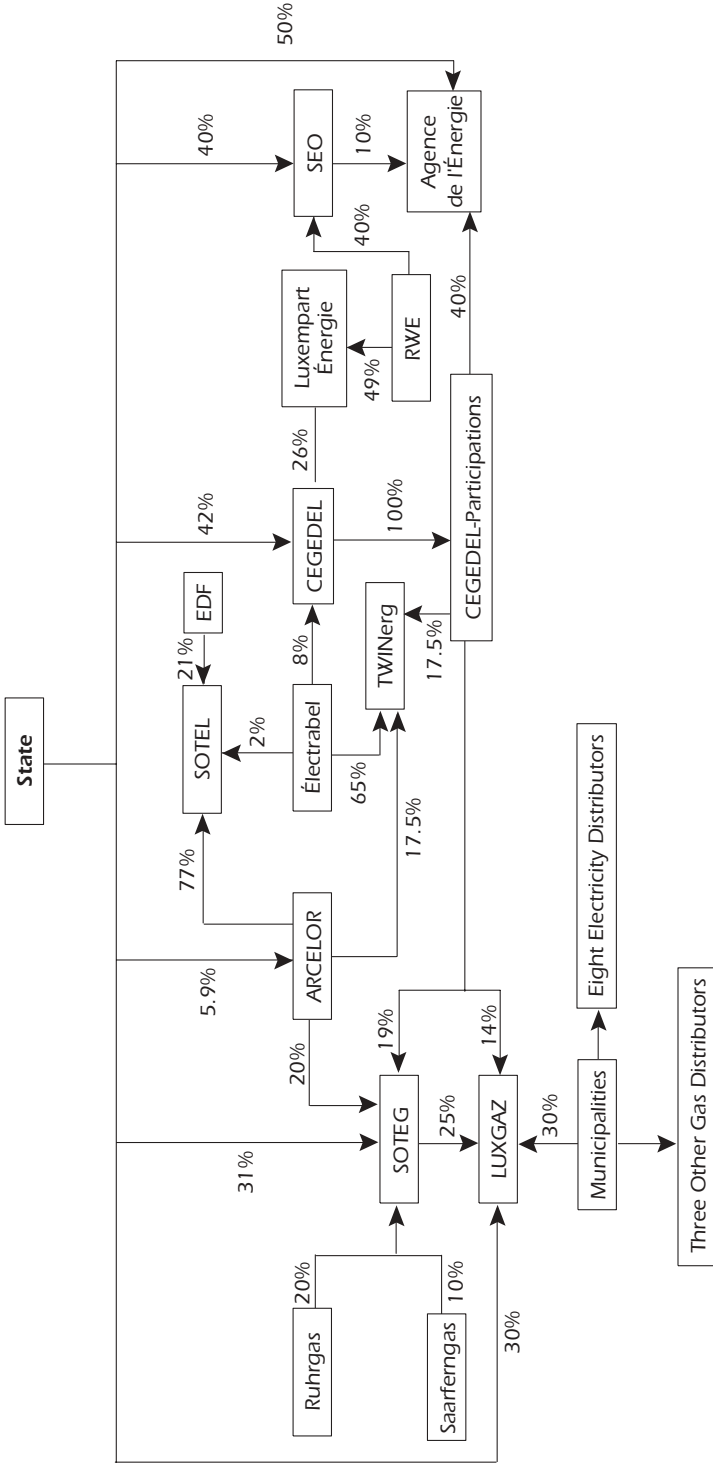 State
50%
40%
42%
5.9%
31%
30%
EDF
21%
SOTEL
77%
2%
Électrabel
8%
65%
ARCELOR
20%
17.5%
CEGEDEL
26%
Luxempart
Énergie
49%
RWE
40%
SEO
10%
Agence
de l'Énergie
40%
100%
TWINerg
17.5%
CEGEDEL-Participations
19%
14%
Ruhrgas
20%
Saarferngas
10%
SOTEG
25%
LUXGAZ
30%
Municipalities
Eight Electricity Distributors
Three Other Gas Distributors